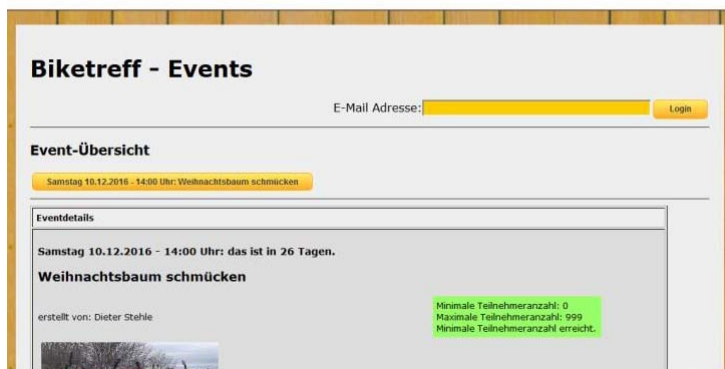 Biketreff - Events
E-Mail Adresse: Login
Event-Übersicht
Samstag 10.12.2016 - 14:00 Uhr: Weihnachtsbaum schmücken
Eventdetails
Samstag 10.12.2016 - 14:00 Uhr: das ist in 26 Tagen.
Weihnachtsbaum schmücken
erstellt von: Dieter Stehle
Minimale Teilnehmeranzahl: 0
Maximale Teilnehmeranzahl: 999
Minimale Teilnehmeranzahl erreicht.